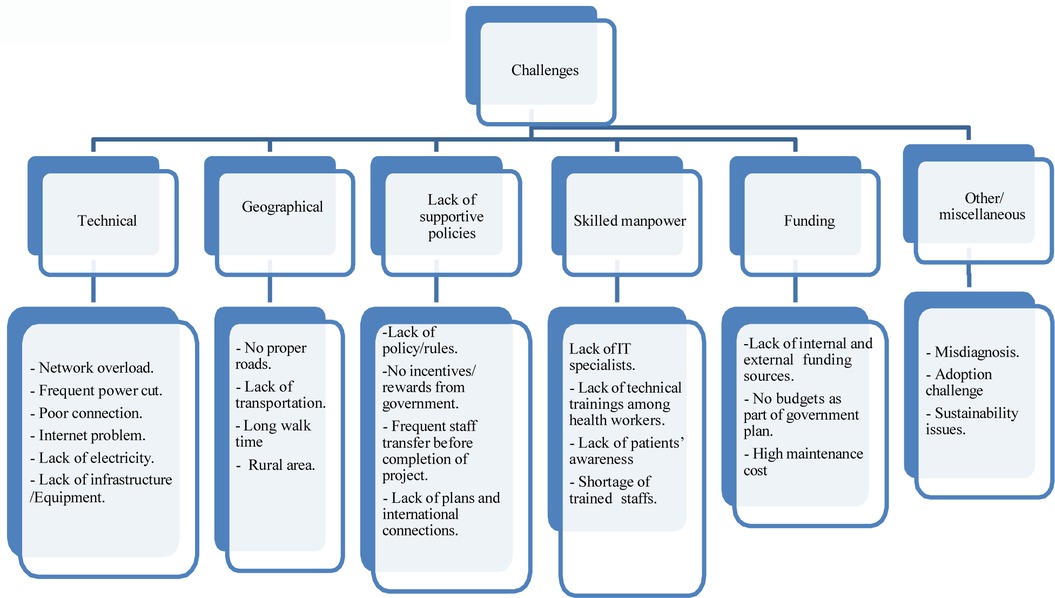 Challenges
Technical
Geographical
Lack of
supportive
policies
Skilled manpower
Funding
Other/
miscellaneous
- Network overload.
- Frequent power cut.
- Poor connection.
- Internet problem.
- Lack of electricity.
- Lack of infrastructure
/Equipment.
- No proper
roads.
- Lack of
transportation.
- Long walk
time
- Rural area.
-Lack of
policy/rules.
-No incentives/
rewards from
government.
- Frequent staff
transfer before
completion of
project.
- Lack of plans and
international
connections.
Lack of IT
specialists.
- Lack of technical
trainings among
health workers.
- Lack of patients’
awareness
- Shortage of
trained staffs.
-Lack of internal and
external funding
sources.
- No budgets as
part of government
plan.
- High maintenance
cost
- Misdiagnosis.
- Adoption
challenge
- Sustainability
issues.